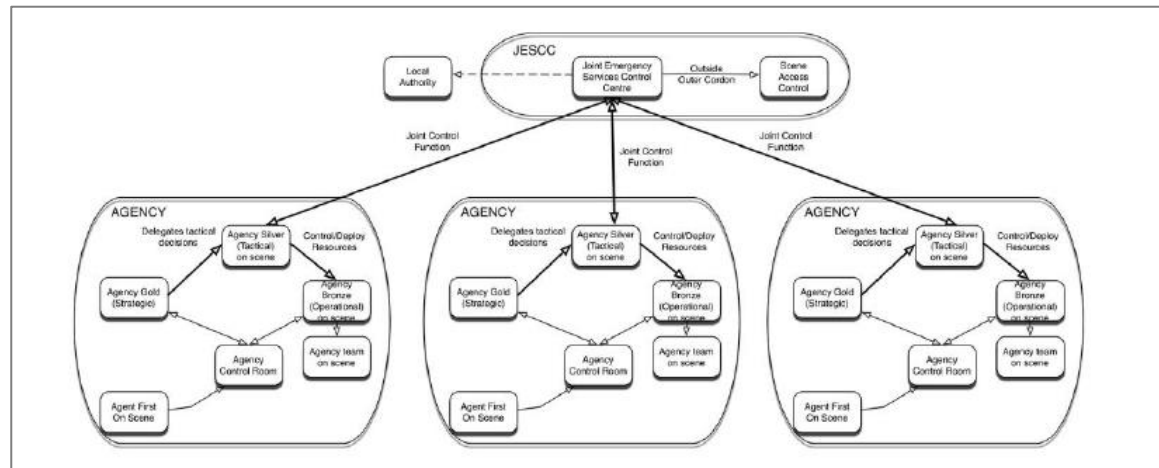 JESCC
Local
Authority
Joint Emergency
Services Control
Centre
Outside
Outer Cordon
Scene
Access
Control
Joint Control
Function
Joint Control
Function
Joint Control
Function
AGENCY
Delegates tactical
decisions
Agency Silver
(Tactical)
on scene
Control/Deploy
Resources
Agency Gold
(Strategic)
Agency
Bronze
(Operational)
on scene
Agency
Control Room
Agency team
on scene
Agent First
On Scene
AGENCY
Delegates tactical
decisions
Agency Silver
(Tactical)
on scene
Control/Deploy
Resources
Agency Gold
(Strategic)
Agency
Bronze
(Operational)
on scene
Agency
Control Room
Agency team
on scene
Agent First
On Scene
AGENCY
Delegates tactical
decisions
Agency Silver
(Tactical)
on scene
Control/Deploy
Resources
Agency Gold
(Strategic)
Agency
Bronze
(Operational)
on scene
Agency
Control Room
Agency team
on scene
Agent First
On Scene